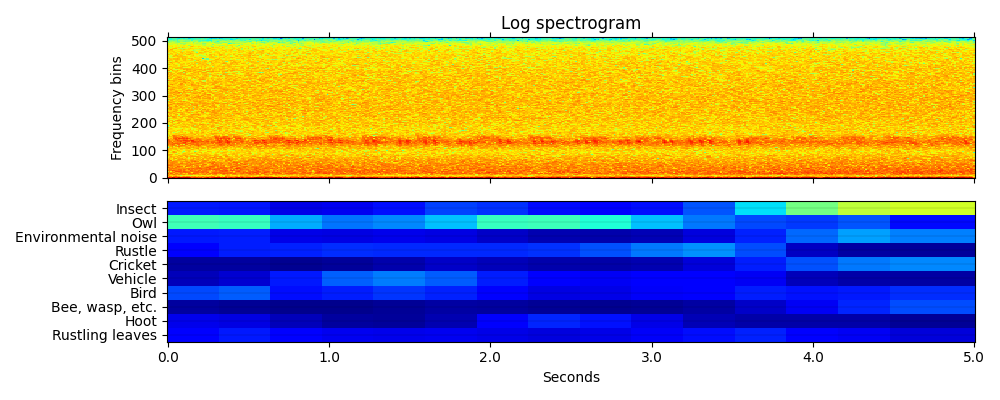 Log spectrogram
Frequency bins
500
400
300
200
100
0
Insect
Owl
Environmental noise
Rustle
Cricket
Vehicle
Bird
Bee, wasp, etc.
Hoot
Rustling leaves
0.0 1.0 2.0 3.0 4.0 5.0
Seconds